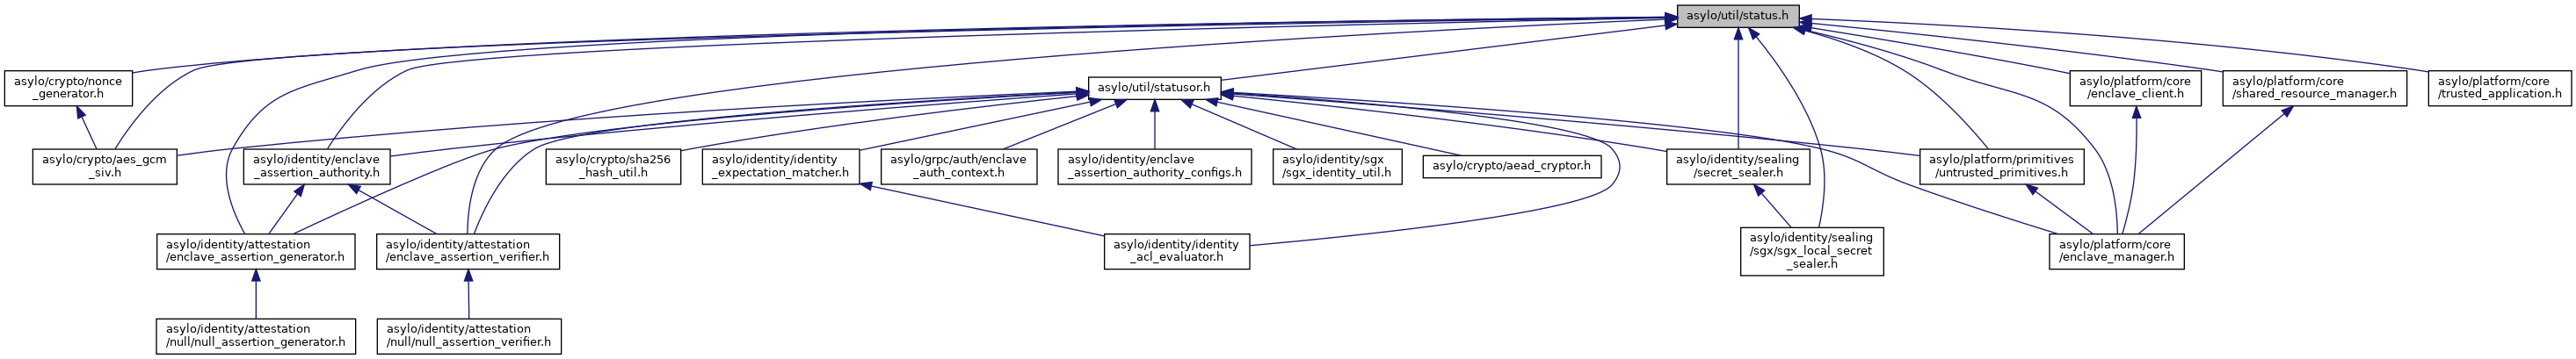 asylo/util/status.h
asylo/crypto/nonce
_generator.h
asylo/util/statusor.h
asylo/platform/core
/enclave_client.h
asylo/platform/core
/shared_resource_manager.h
asylo/platform/core
/trusted_application.h
asylo/crypto/aes_gcm
_siv.h
asylo/identity/enclave
_assertion_authority.h
asylo/crypto/sha256
_hash_util.h
asylo/identity/identity
_expectation_matcher.h
asylo/grpc/auth/enclave
_auth_context.h
asylo/identity/enclave
_assertion_authority_configs.h
asylo/identity/sgx
/sgx_identity_util.h
asylo/crypto/aead_cryptor.h
asylo/identity/sealing
/secret_sealer.h
asylo/platform/primitives
/untrusted_primitives.h
asylo/identity/attestation
/enclave_assertion_generator.h
asylo/identity/attestation
/enclave_assertion_verifier.h
asylo/identity/identity
_acl_evaluator.h
asylo/identity/sealing
/sgx/sgx_local_secret
_sealer.h
asylo/platform/core
/enclave_manager.h
asylo/identity/attestation
/null/null_assertion_generator.h
asylo/identity/attestation
/null/null_assertion_verifier.h